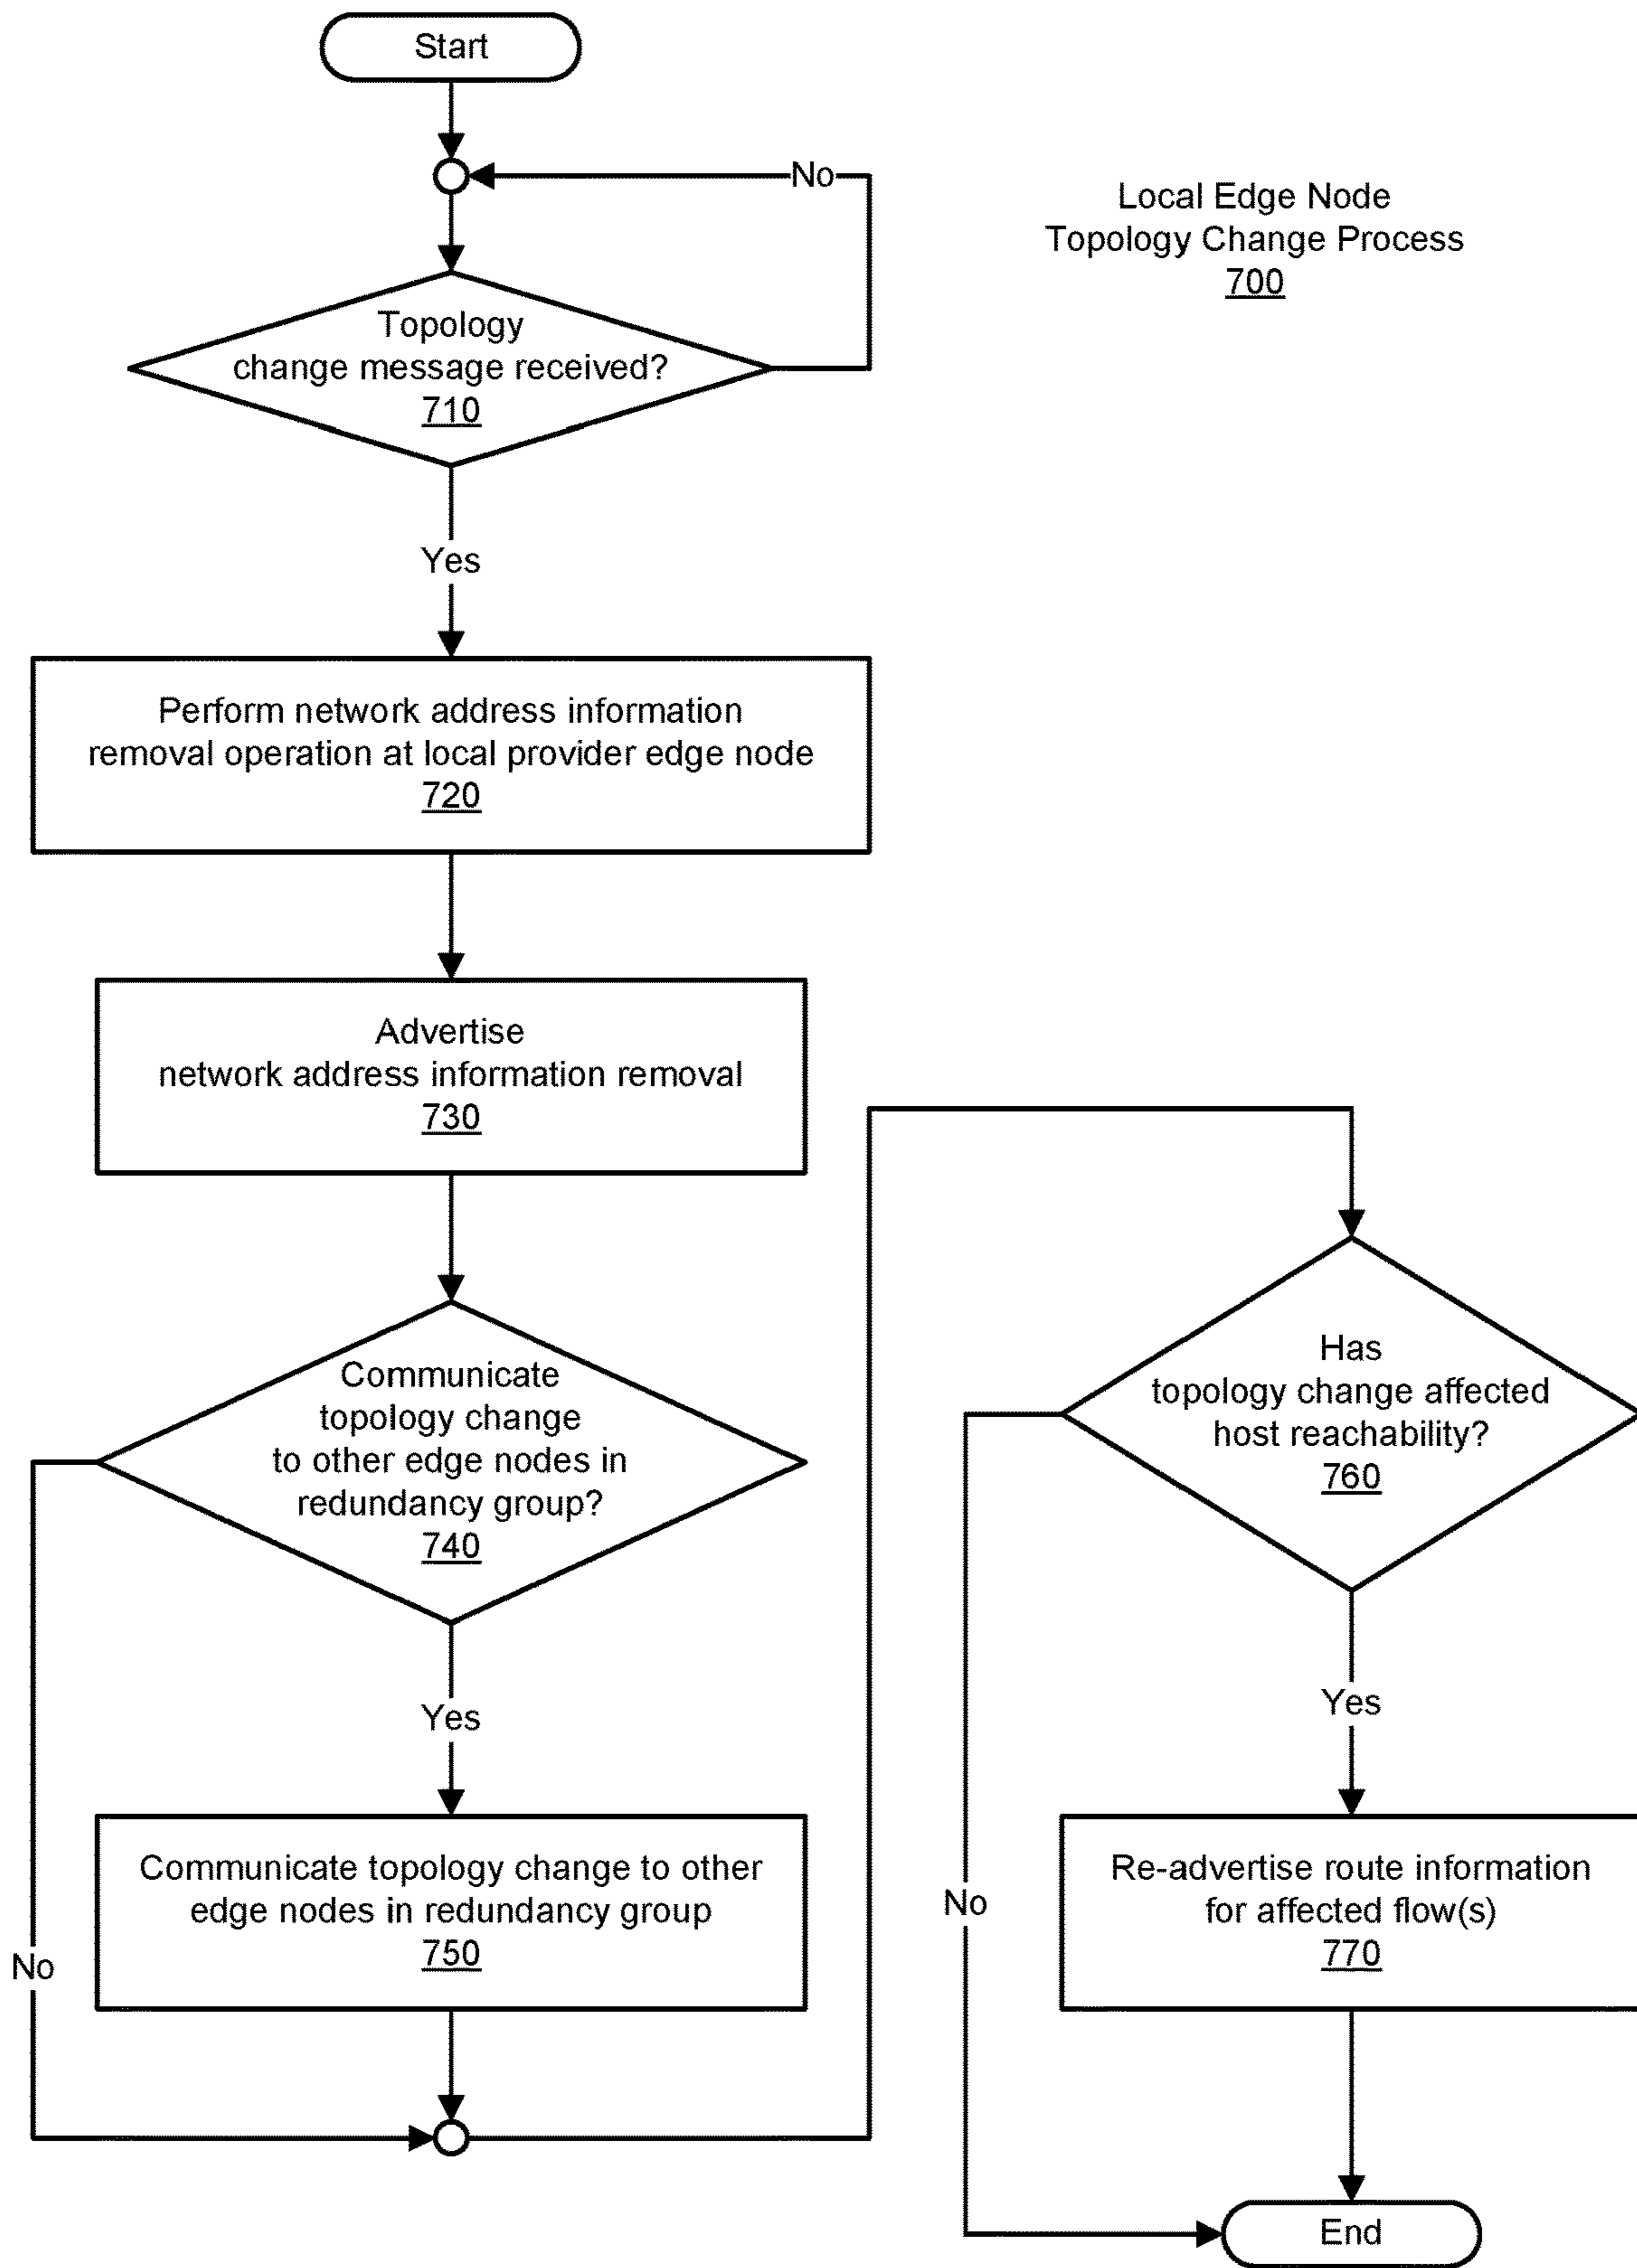 Start
No
Local Edge Node
Topology Change Process
700
Topology
change message received?
710
Yes
Perform network address information
removal operation at local provider edge node
720
Advertise
network address information removal
730
Communicate
topology change
to other edge nodes in
redundancy group?
740
Yes
No
Communicate topology change to other
edge nodes in redundancy group
750
Has
topology change affected
host reachability?
760
Yes
No
Re-advertise route information
for affected flow(s)
770
End